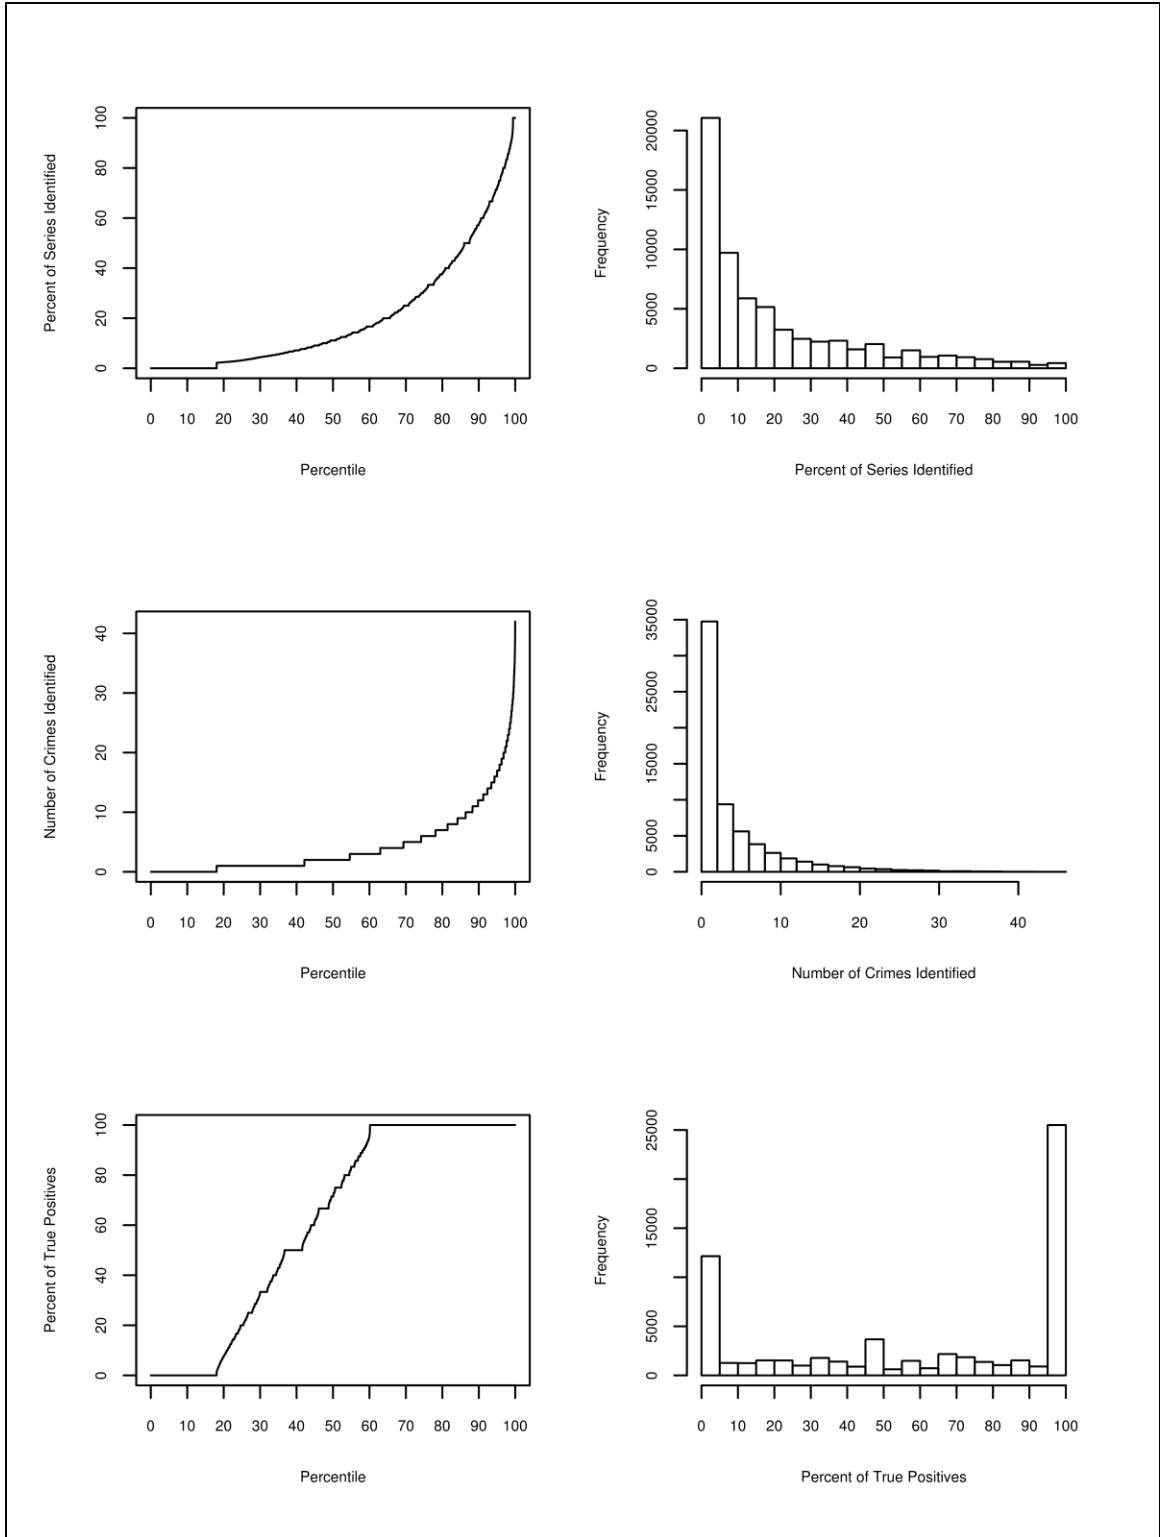 Percent of Series Identified
100
80
60
40
20
0
0 10 20 30 40 50 60 70 80 90 100
Percentile
Frequency
20000
15000
10000
5000
0
0 10 20 30 40 50 60 70 80 90 100
Percent of Series Identified
Number of Crimes Identified
40
30
20
10
0
0 10 20 30 40 50 60 70 80 90 100
Percentile
Frequency
35000
25000
15000
5000
0
0 10 20 30 40
Number of Crimes Identified
Percent of True Positives
100
80
60
40
20
0
0 10 20 30 40 50 60 70 80 90 100
Percentile
Frequency
25000
15000
5000
0
0 10 20 30 40 50 60 70 80 90 100
Percent of True Positives